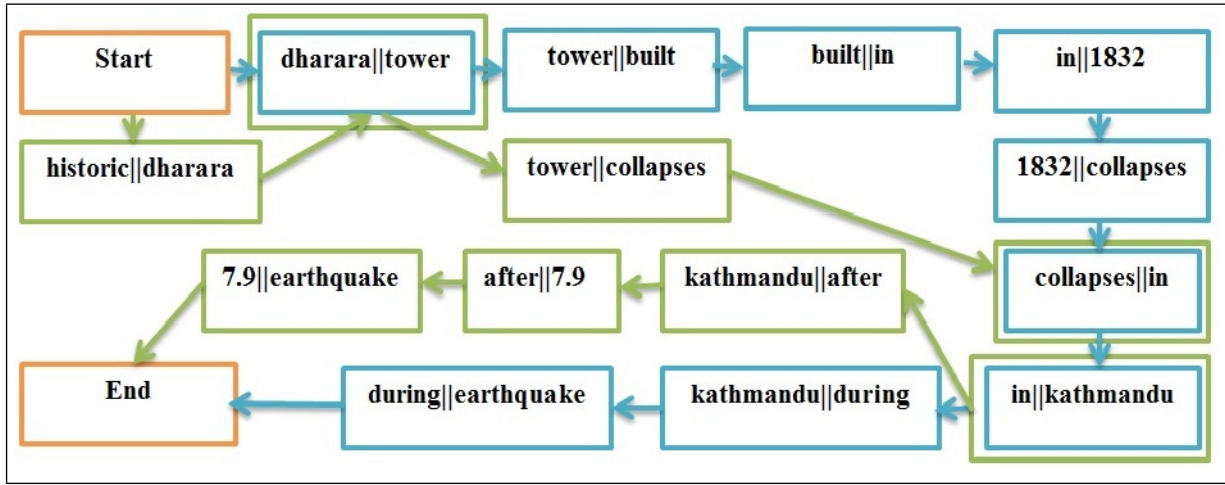 Start
dharara||tower
tower||built
built||in
in||1832
historic||dharara
tower||collapses
1832||collapses
7.9||earthquake
after||7.9
kathmandu||after
collapses||in
End
during||earthquake
kathmandu||during
in||kathmandu